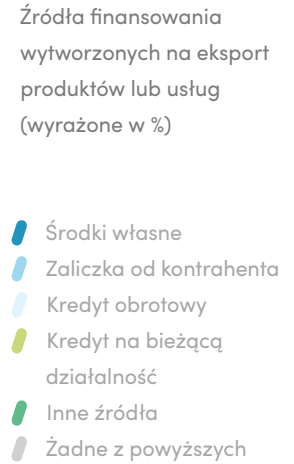 Źródła finansowania
wytworzonych na eksport
produktów lub usług
(wyrażone w %)
Środki własne
Zaliczka od kontrahenta
Kredyt obrotowy
Kredyt na bieżącą
działalność
Inne źródła
Żadne z powyższych